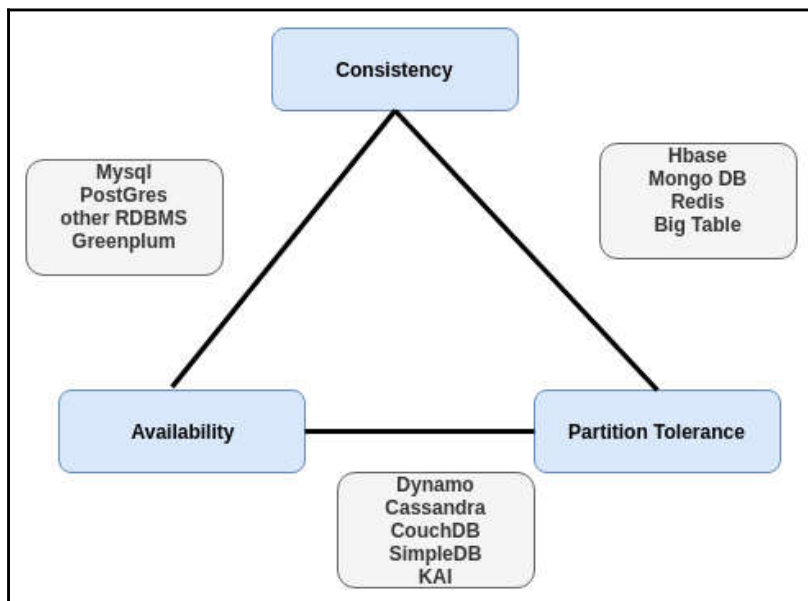 Consistency
Mysql
PostGres
other RDBMS
Greenplum
Hbase
Mongo DB
Redis
Big Table
Availability
Partition Tolerance
Dynamo
Cassandra
CouchDB
SimpleDB
KAI